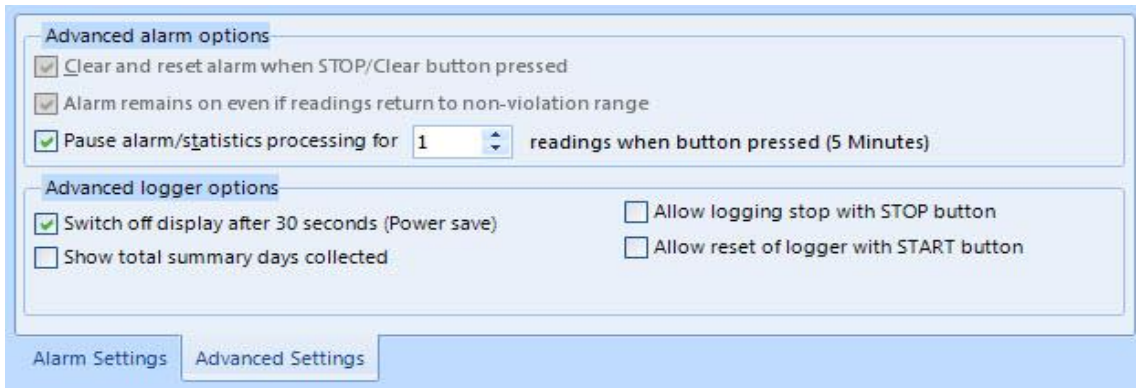 Advanced alarm options
Clear and reset alarm when STOP/Clear button pressed
Alarm remains on even if readings return to non-violation range
Pause alarm/statistics processing for 1 readings when button pressed (5 Minutes)
Advanced logger options
Switch off display after 30 seconds (Power save)
Show total summary days collected
Allow logging stop with STOP button
Allow reset of logger with START button
Alarm Settings
Advanced Settings